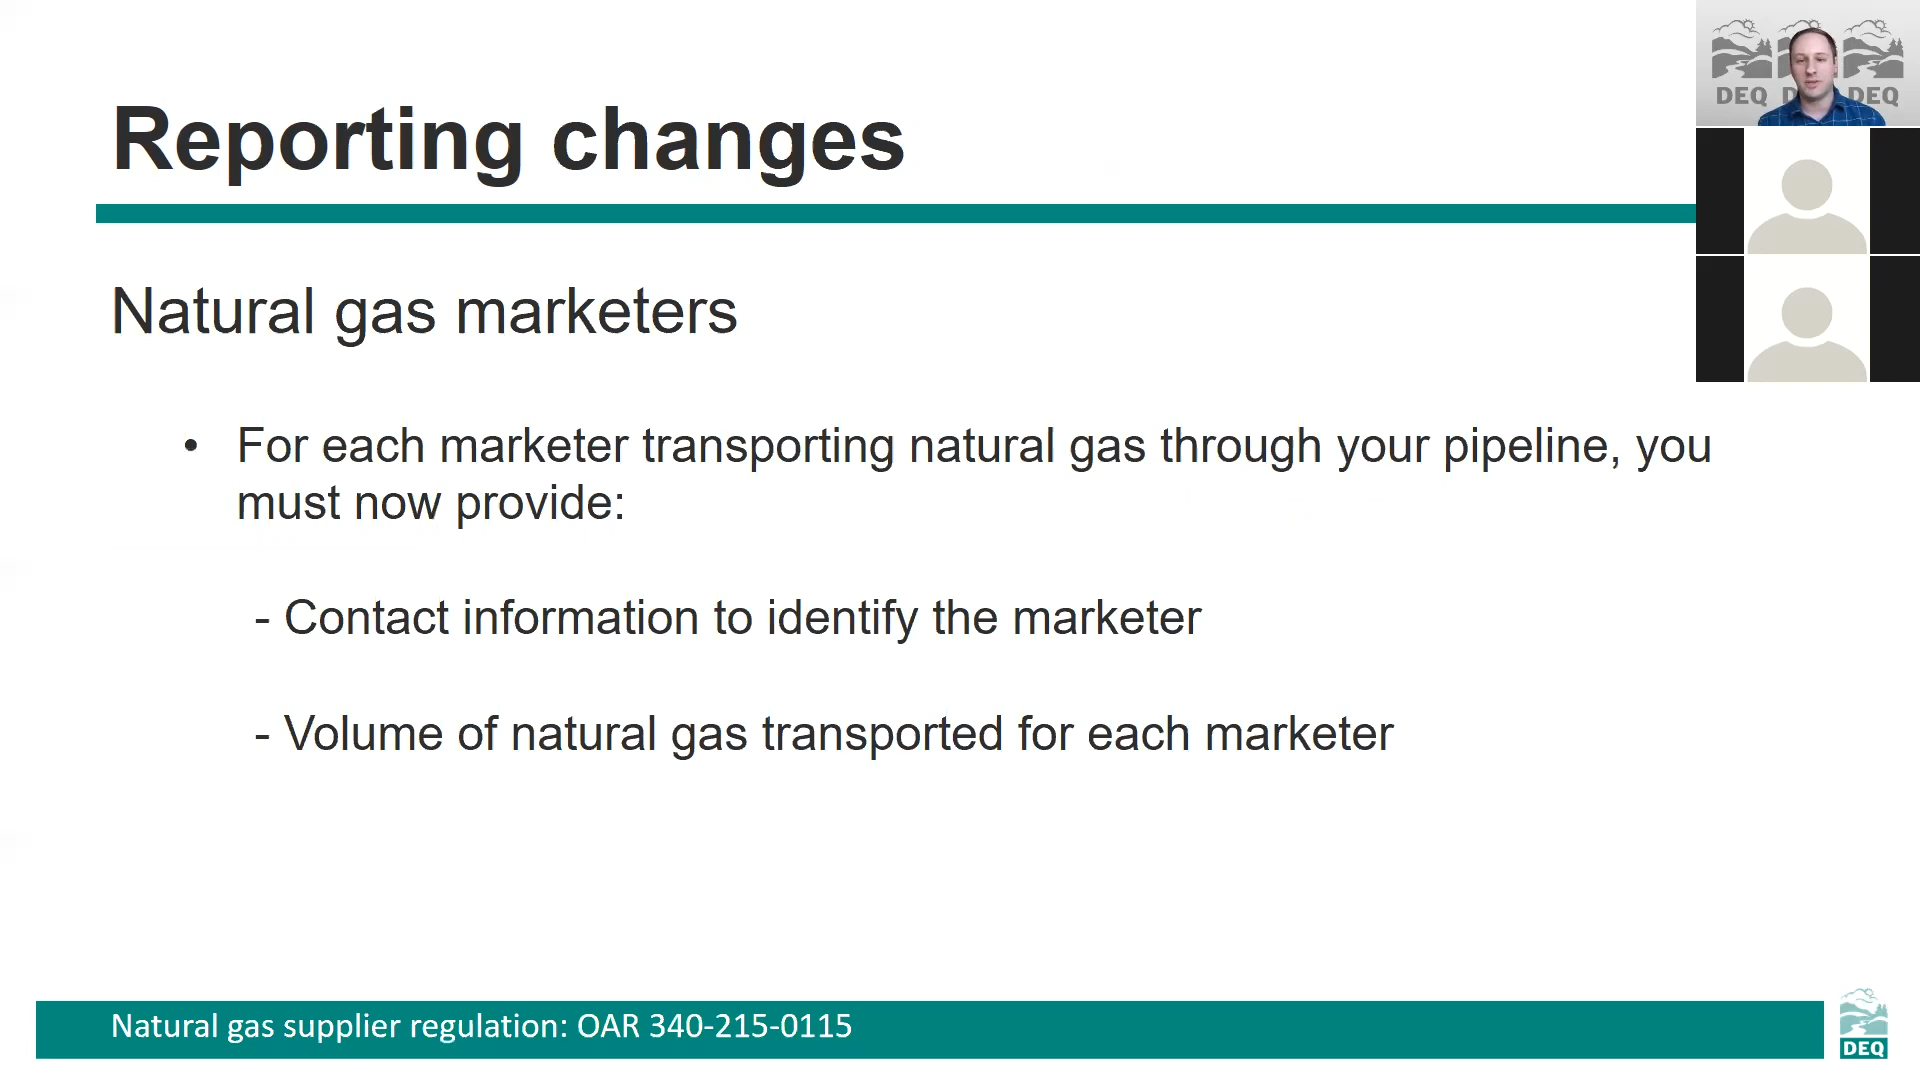 Reporting changes
Natural gas marketers
• For each marketer transporting natural gas through your pipeline, you
must now provide:
- Contact information to identify the marketer
- Volume of natural gas transported for each marketer
Natural gas supplier regulation: OAR 340-215-0115
DEQ
DEQ
D
DEQ